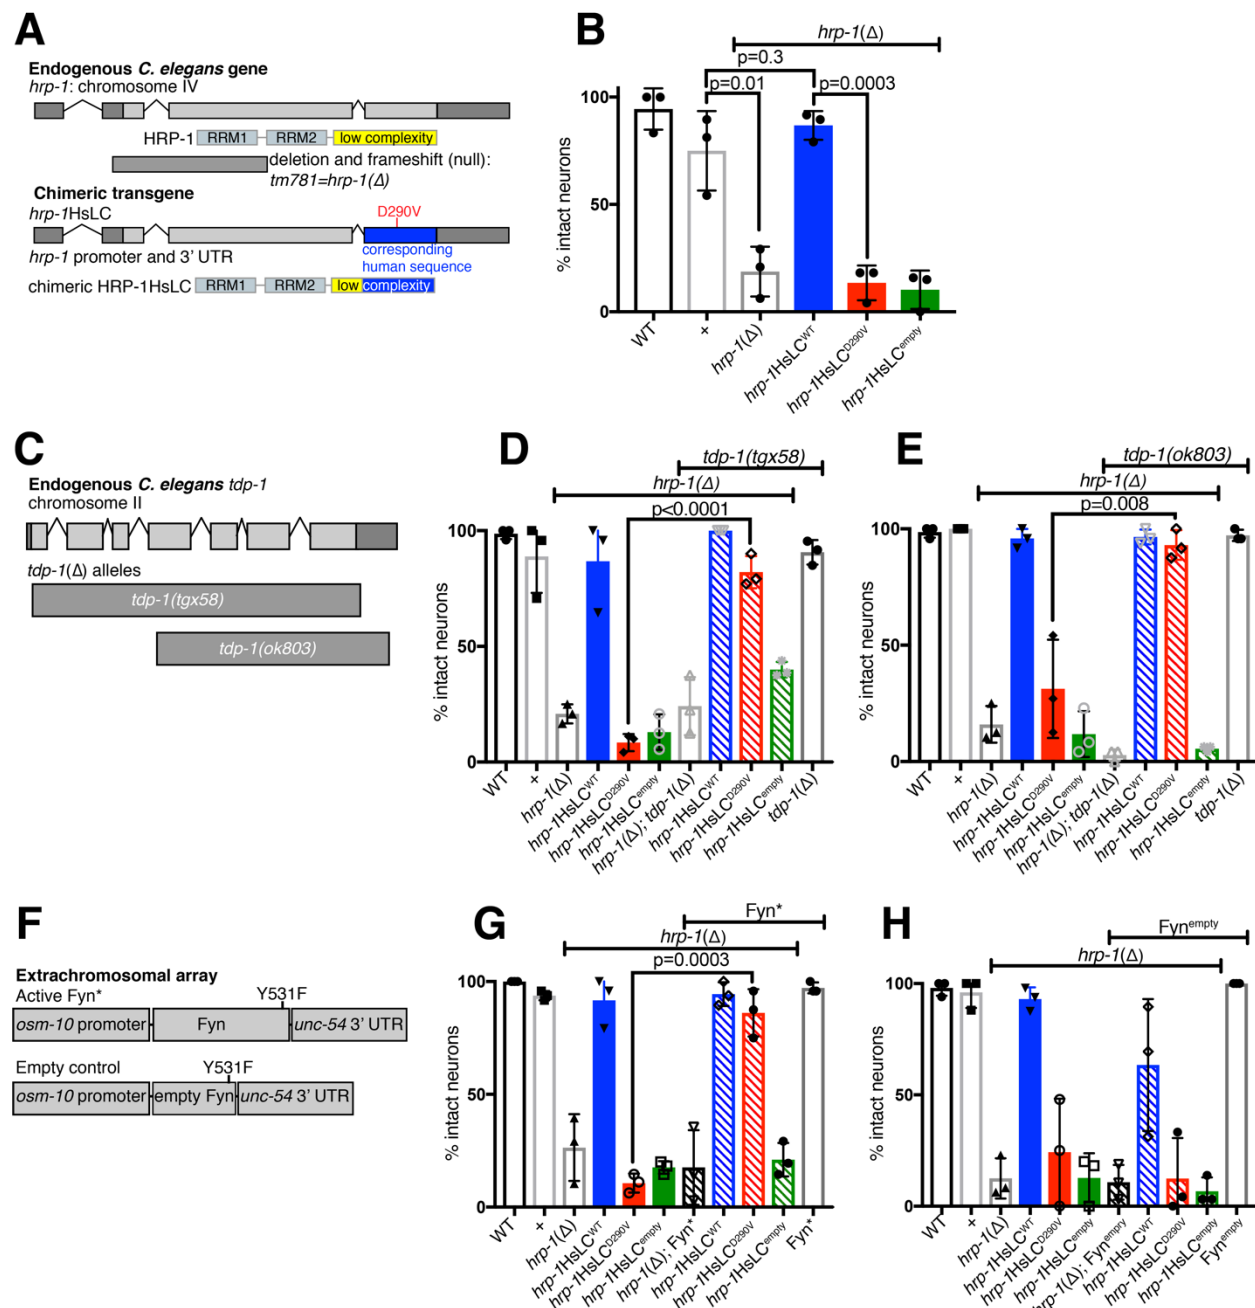 A
Endogenous C. elegans gene
hrp-1: chromosome IV
HRP-1 RRM1 RRM2 low complexity
deletion and frameshift (null):
tm781=hrp-1(Δ)
Chimeric transgene
hrp-1HsLC
D290V
hrp-1 promoter and 3' UTR
corresponding
human sequence
chimeric HRP-1HsLC RRM1 RRM2 low complexity
B
hrp-1(Δ)
p=0.3
p=0.01 p=0.0003
% intact neurons
100
50
0
WT
+
hrp-1(Δ)
hrp-1HsLCWT
hrp-1HsLCD290V
hrp-1HsLCempty
C
Endogenous C. elegans tdp-1
chromosome II
tdp-1(Δ) alleles
tdp-1(tgx58)
tdp-1(ok803)
D
tdp-1(tgx58)
hrp-1(Δ)
p<0.0001
% intact neurons
100
50
0
WT
+
hrp-1(Δ)
hrp-1HsLCWT
hrp-1HsLCD290V
hrp-1HsLCempty
hrp-1(Δ); tdp-1(Δ)
hrp-1HsLCWT
hrp-1HsLCD290V
hrp-1HsLCempty
tdp-1(Δ)
E
tdp-1(ok803)
hrp-1(Δ)
p=0.008
% intact neurons
100
50
0
WT
+
hrp-1(Δ)
hrp-1HsLCWT
hrp-1HsLCD290V
hrp-1HsLCempty
hrp-1(Δ); tdp-1(Δ)
hrp-1HsLCWT
hrp-1HsLCD290V
hrp-1HsLCempty
tdp-1(Δ)
F
Extrachromosomal array
Active Fyn* Y531F
osm-10 promoter Fyn unc-54 3' UTR
Empty control Y531F
osm-10 promoter empty Fyn unc-54 3' UTR
G
Fyn*
hrp-1(Δ)
p=0.0003
% intact neurons
100
50
0
WT
+
hrp-1(Δ)
hrp-1HsLCWT
hrp-1HsLCD290V
hrp-1HsLCempty
hrp-1(Δ); Fyn*
hrp-1HsLCWT
hrp-1HsLCD290V
hrp-1HsLCempty
Fyn*
H
Fynempty
hrp-1(Δ)
% intact neurons
100
50
0
WT
+
hrp-1(Δ)
hrp-1HsLCWT
hrp-1HsLCD290V
hrp-1HsLCempty
hrp-1(Δ); Fynempty
hrp-1HsLCWT
hrp-1HsLCD290V
hrp-1HsLCempty
Fynempty